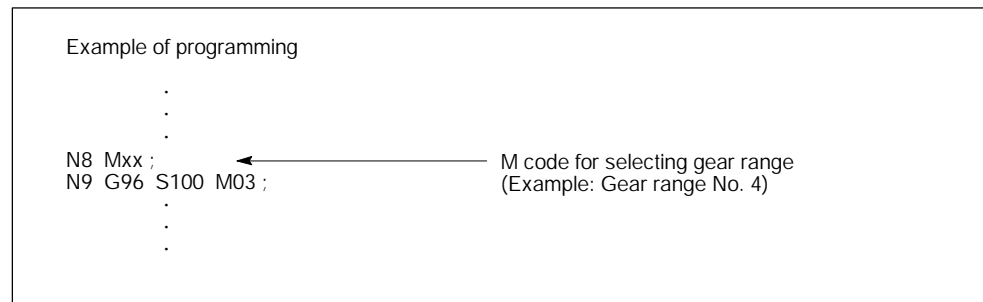 Example of programming
.
.
.
N8 Mxx ;
M code for selecting gear range
N9 G96 S100 M03 ;
(Example: Gear range No. 4)
.
.
.